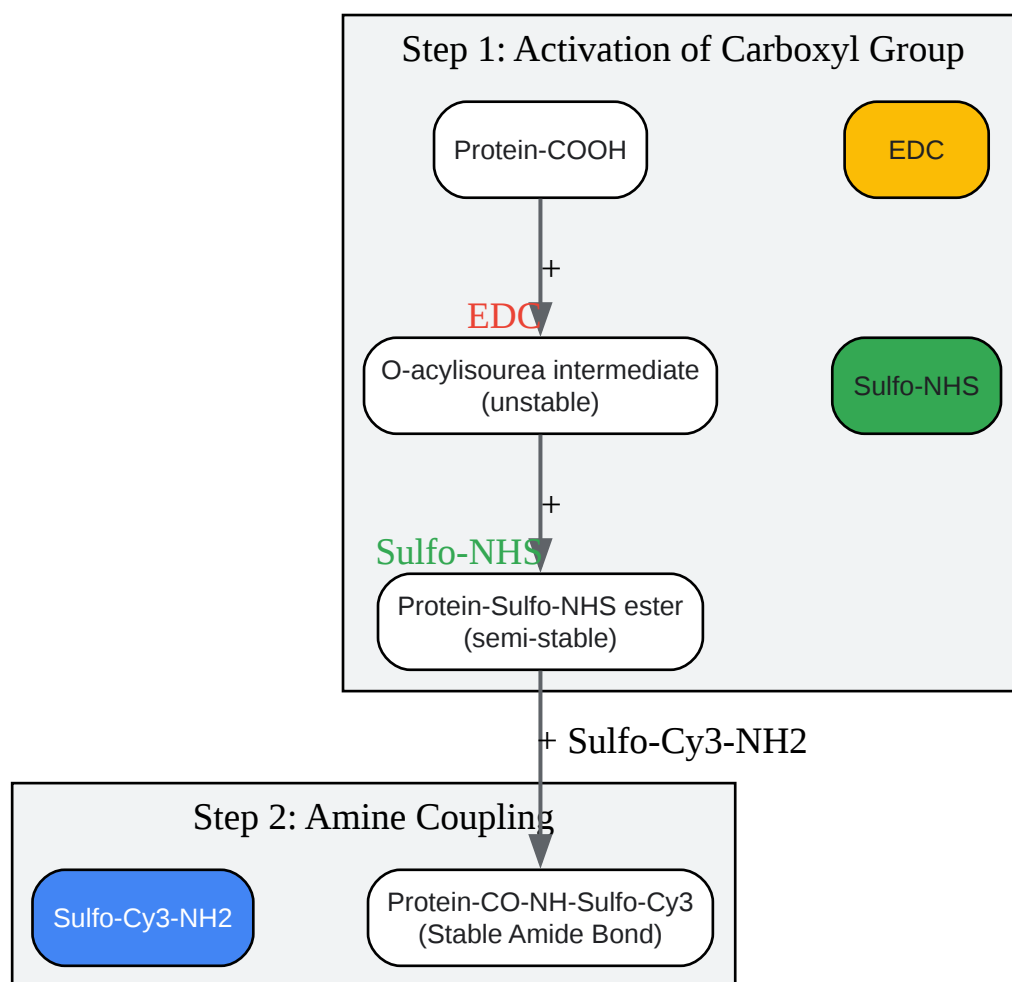 Step 1: Activation of Carboxyl Group
Protein-COOH
EDC
+
EDC
O-acylisourea intermediate
(unstable)
Sulfo-NHS
+
Sulfo-NHS
Protein-Sulfo-NHS ester
(semi-stable)
+ Sulfo-Cy3-NH2
Step 2: Amine Coupling
Sulfo-Cy3-NH2
Protein-CO-NH-Sulfo-Cy3
(Stable Amide Bond)